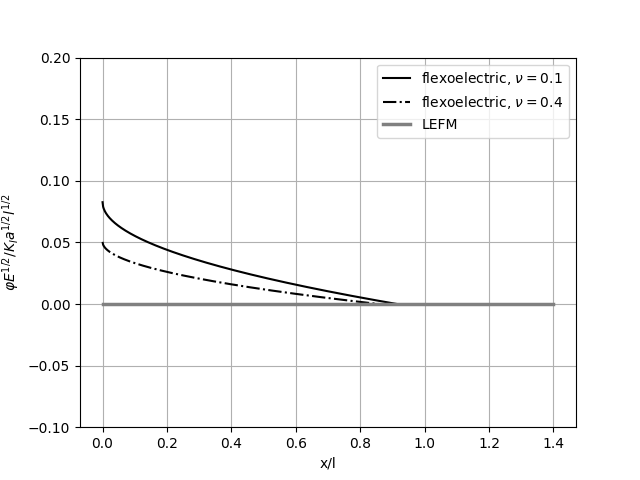 flexoelectric, ν = 0.1
flexoelectric, ν = 0.4
LEFM
φE^{1/2}/K_I a^{1/2} l^{1/2}
0.20
0.15
0.10
0.05
0.00
−0.05
−0.10
0.0 0.2 0.4 0.6 0.8 1.0 1.2 1.4
x/l